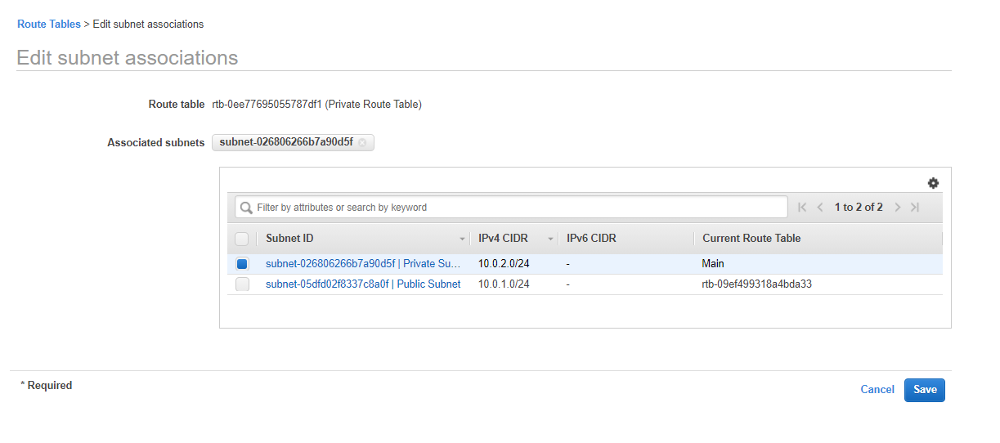 Route Tables > Edit subnet associations
Edit subnet associations
Route table rtb-0ee77695055787df1 (Private Route Table)
Associated subnets subnet-026806266b7a90d5f
Filter by attributes or search by keyword 1 to 2 of 2
Subnet ID IPv4 CIDR IPv6 CIDR Current Route Table
subnet-026806266b7a90d5f | Private Su... 10.0.2.0/24 - Main
subnet-05dfd02f8337c8a0f | Public Subnet 10.0.1.0/24 - rtb-09ef499318a4bda33
* Required Cancel Save